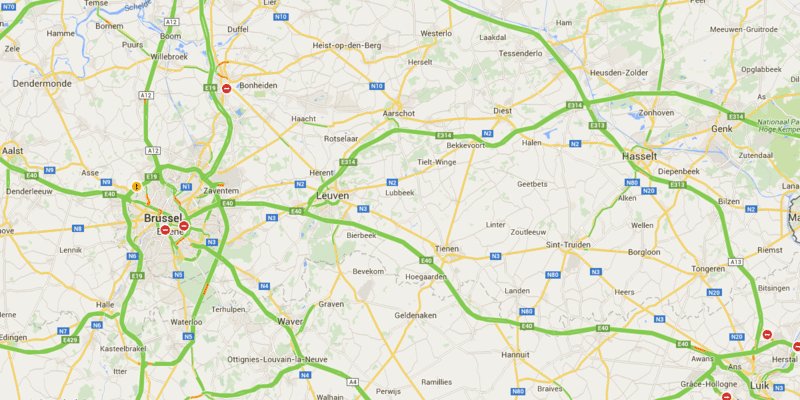 N70
Temse
Schelde
Lier
N10
Ham
Peer
Zele
Hamme
Bornem
Boom
Puurs
Duffel
Westerlo
Laakdal
Meeuwen-Gruitrode
Willebroek
Heist-op-den-Berg
Tessenderlo
Herselt
Heusden-Zolder
Opglabbeek
Dendermonde
E19
Bonheiden
N10
A12
Aarschot
Diest
E314
Zonhoven
As
Haacht
E313
E314
Genk
Nationaal Park
Hoge Kempen
Rotselaar
E314
N2
Bekkevoort
Halen
N2
Aalst
A12
Hasselt
Zutendaal
E314
Tielt-Winge
N9
Asse
Herent
Diepenbeek
E40
E19
N1
N9
Zaventem
N2
Leuven
N2
Lubbeek
Geetbets
N80
N20
E313
Denderleeuw
E40
Alken
Bilzen
N2
Brussel
E40
N3
E40
N3
Linter
Zoutleeuw
Wellen
Elsene
N8
N3
Bierbeek
Tienen
Sint-Truiden
Borgloon
Riemst
Lennik
N6
E40
N3
N3
A13
E19
N5
Bevekom
Hoegaarden
N80
Tongeren
N4
Landen
Heers
N20
Bitsingen
Halle
Terhulpen
Graven
Geldenaken
N80
N3
N6
Waterloo
Waver
E40
E40
N20
Edingen
N7
E429
N5
E40
Kasteelbrakel
Hannuit
Awans
Herstal
Ittre
Ottignies-Louvain-la-Neuve
Ans
N4
A4
Ramillies
Grâce-Hollogne
Luik
N3
Walhain
Perwijs
N80
Braives